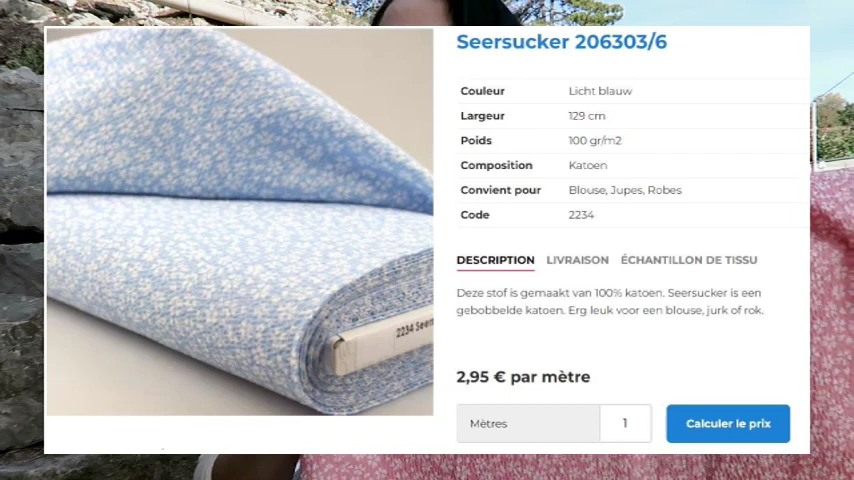 Seersucker 206303/6
Couleur Licht blauw
Largeur 129 cm
Poids 100 gr/m2
Composition Katoen
Convient pour Blouse, Jupes, Robes
Code 2234
DESCRIPTION LIVRAISON ÉCHANTILLON DE TISSU
Deze stof is gemaakt van 100% katoen. Seersucker is een
gebobbelde katoen. Erg leuk voor een blouse, jurk of rok.
2234 Seers
2,95 € par mètre
Mètres 1 Calculer le prix